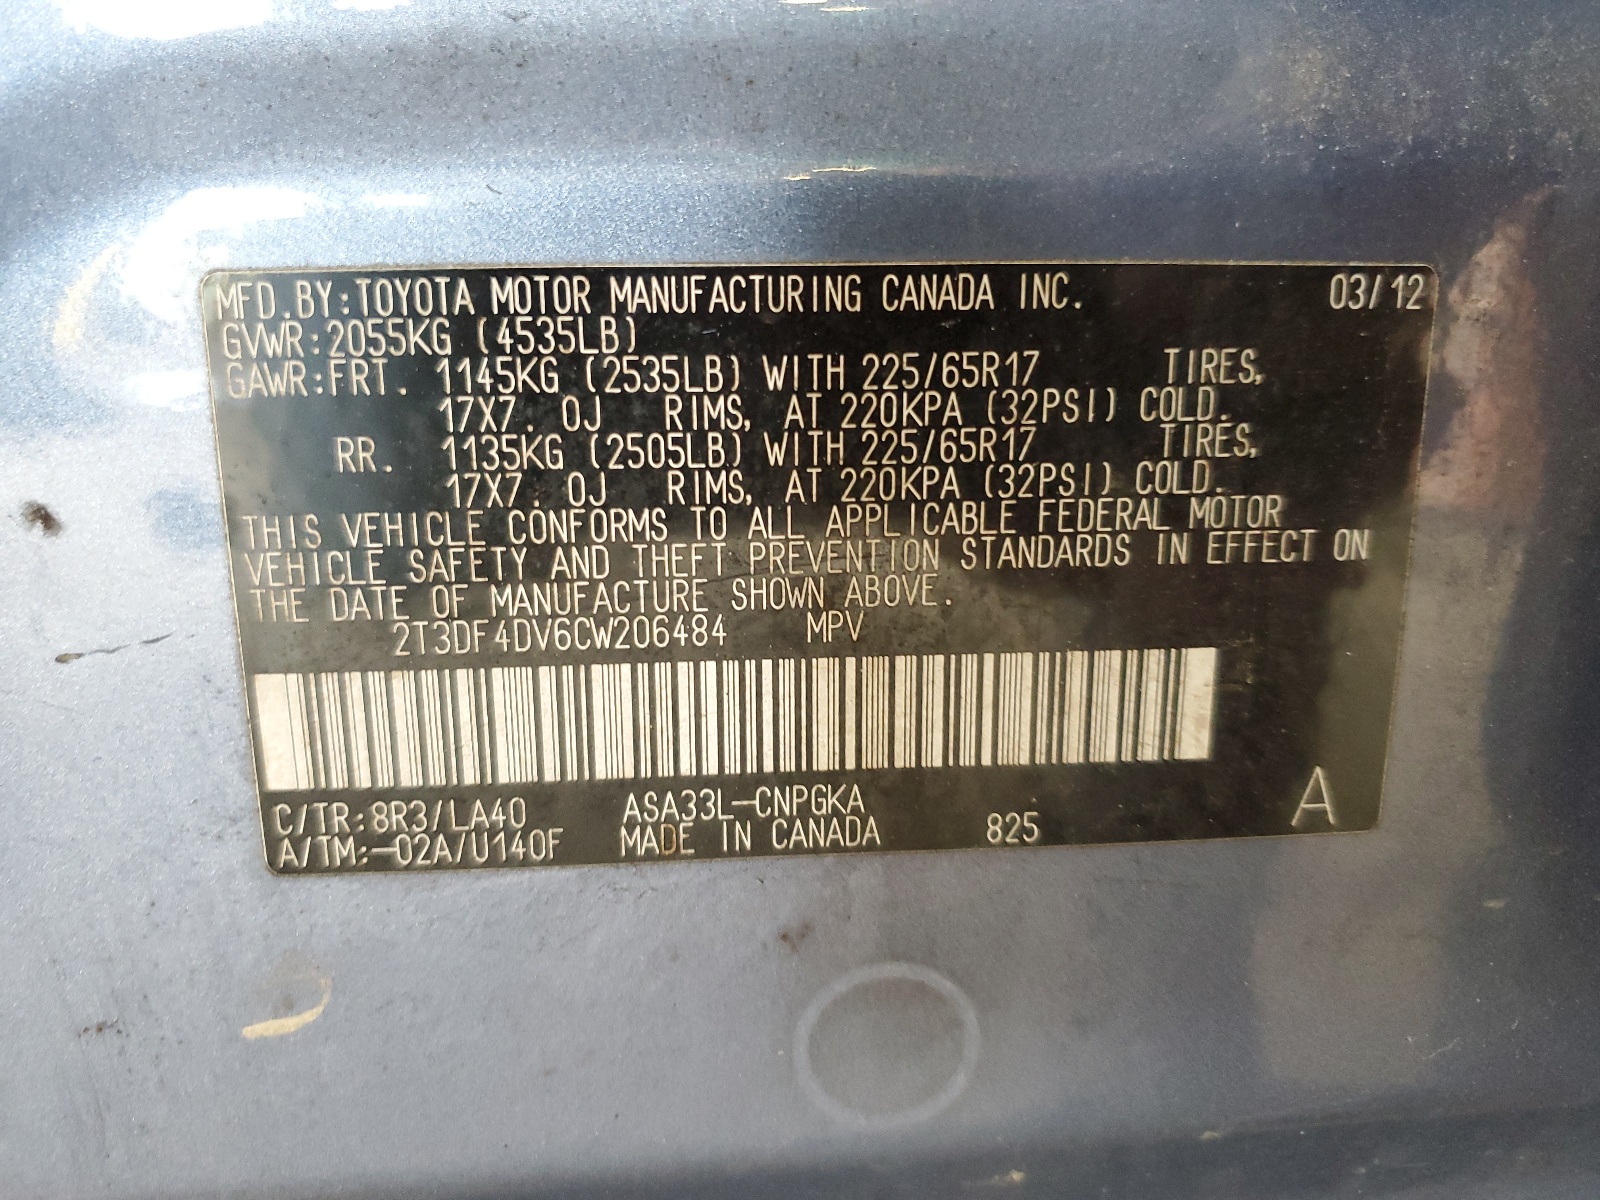 MFD.BY:TOYOTA MOTOR MANUFACTURING CANADA INC. 03/12
GVWR:2055KG (4535LB)
GAWR:FRT. 1145KG (2535LB) WITH 225/65R17 TIRES,
17X7. 0J RIMS, AT 220KPA (32PSI) COLD.
RR. 1135KG (2505LB) WITH 225/65R17 TIRES,
17X7. 0J RIMS, AT 220KPA (32PSI) COLD.
THIS VEHICLE CONFORMS TO ALL APPLICABLE FEDERAL MOTOR
VEHICLE SAFETY AND THEFT PREVENTION STANDARDS IN EFFECT ON
THE DATE OF MANUFACTURE SHOWN ABOVE.
2T3DF4DV6CW206484 MPV
C/TR:8R3/LA40 ASA33L-CNPGKA
A/TM:-02A/U140F MADE IN CANADA 825 A